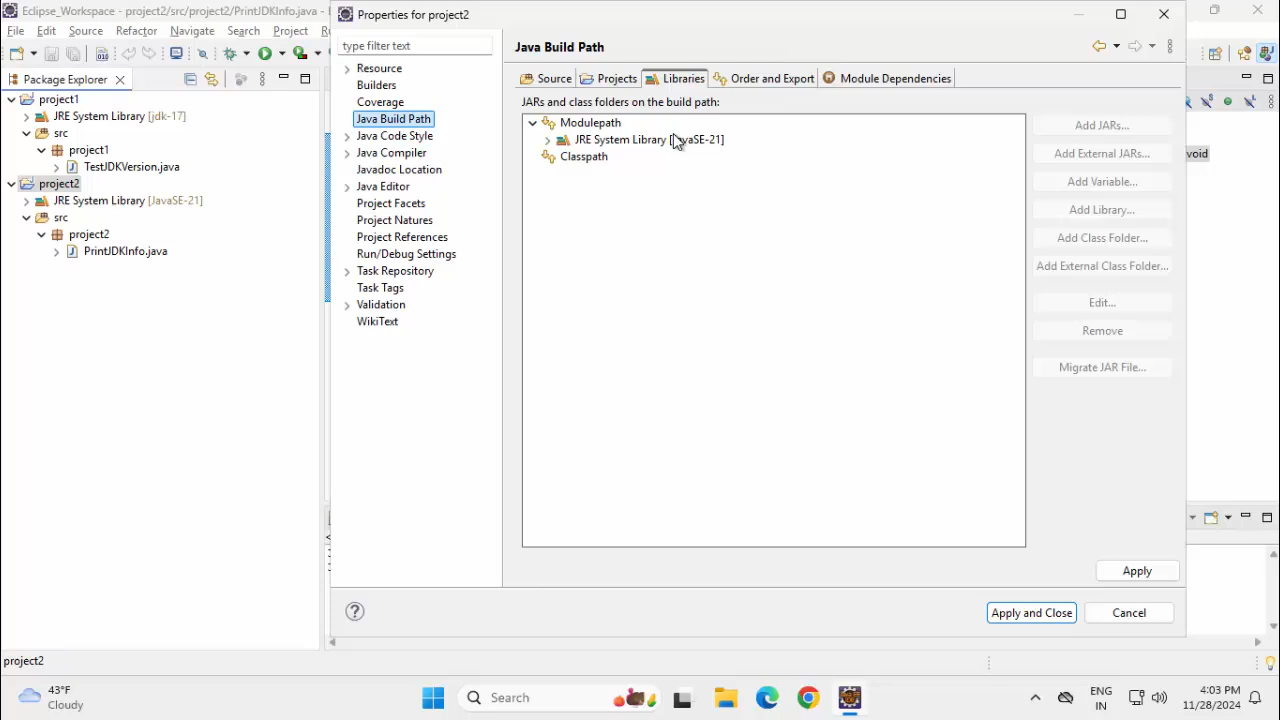 Eclipse_Workspace - project2/src/project2/PrintJDKInfo.java
File Edit Source Refactor Navigate Search Project
Package Explorer
project1
JRE System Library [jdk-17]
src
project1
TestJDKVersion.java
project2
JRE System Library [JavaSE-21]
src
project2
PrintJDKInfo.java
Properties for project2
type filter text
Resource
Builders
Coverage
Java Build Path
Java Code Style
Java Compiler
Javadoc Location
Java Editor
Project Facets
Project Natures
Project References
Run/Debug Settings
Task Repository
Task Tags
Validation
WikiText
Java Build Path
Source Projects Libraries Order and Export Module Dependencies
JARs and class folders on the build path:
Modulepath
JRE System Library [JavaSE-21]
Classpath
Add JARs...
Add External JARs...
Add Variable...
Add Library...
Add Class Folder...
Add External Class Folder...
Edit...
Remove
Migrate JAR File...
Apply
Apply and Close Cancel
void
project2
43°F
Cloudy
Search
ENG
IN
4:03 PM
11/28/2024